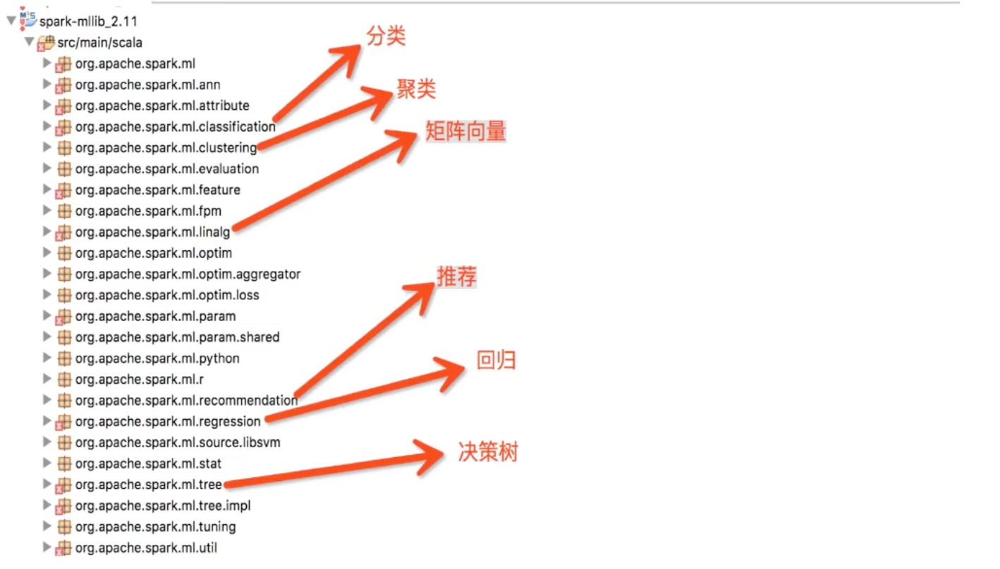 spark-mllib_2.11
src/main/scala
org.apache.spark.ml
org.apache.spark.ml.ann
org.apache.spark.ml.attribute
org.apache.spark.ml.classification
org.apache.spark.ml.clustering
org.apache.spark.ml.evaluation
org.apache.spark.ml.feature
org.apache.spark.ml.fpm
org.apache.spark.ml.linalg
org.apache.spark.ml.optim
org.apache.spark.ml.optim.aggregator
org.apache.spark.ml.optim.loss
org.apache.spark.ml.param
org.apache.spark.ml.param.shared
org.apache.spark.ml.python
org.apache.spark.ml.r
org.apache.spark.ml.recommendation
org.apache.spark.ml.regression
org.apache.spark.ml.source.libsvm
org.apache.spark.ml.stat
org.apache.spark.ml.tree
org.apache.spark.ml.tree.impl
org.apache.spark.ml.tuning
org.apache.spark.ml.util
分类
聚类
矩阵向量
推荐
回归
决策树